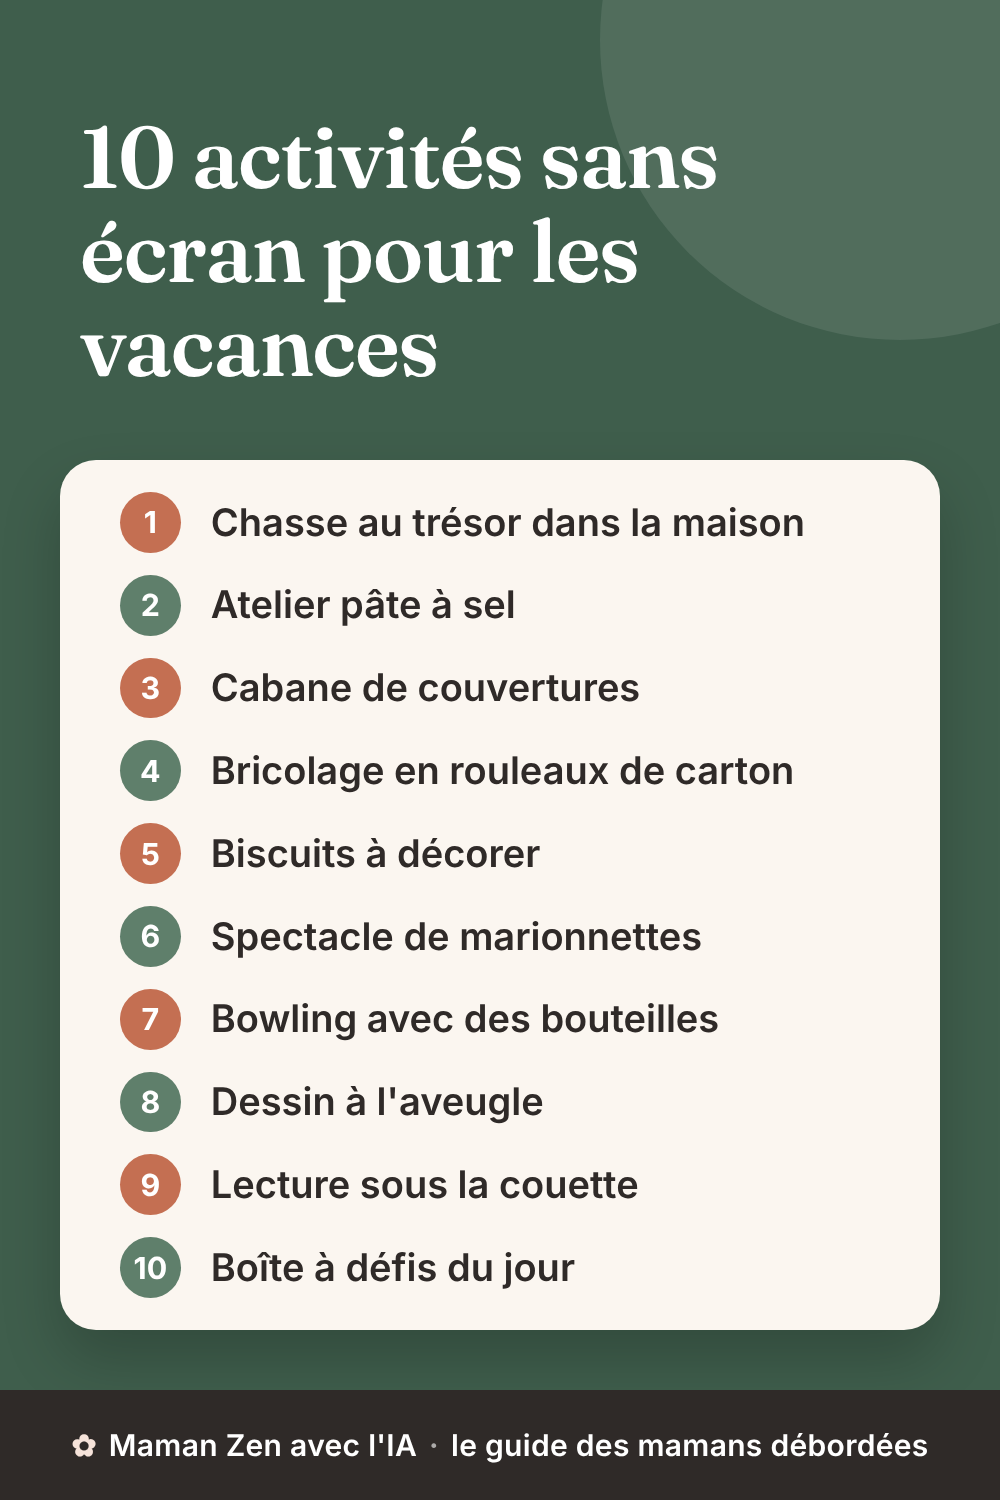 10 activités sans
écran pour les
vacances
1 Chasse au trésor dans la maison
2 Atelier pâte à sel
3 Cabane de couvertures
4 Bricolage en rouleaux de carton
5 Biscuits à décorer
6 Spectacle de marionnettes
7 Bowling avec des bouteilles
8 Dessin à l'aveugle
9 Lecture sous la couette
10 Boîte à défis du jour
✿ Maman Zen avec l'IA · le guide des mamans débordées